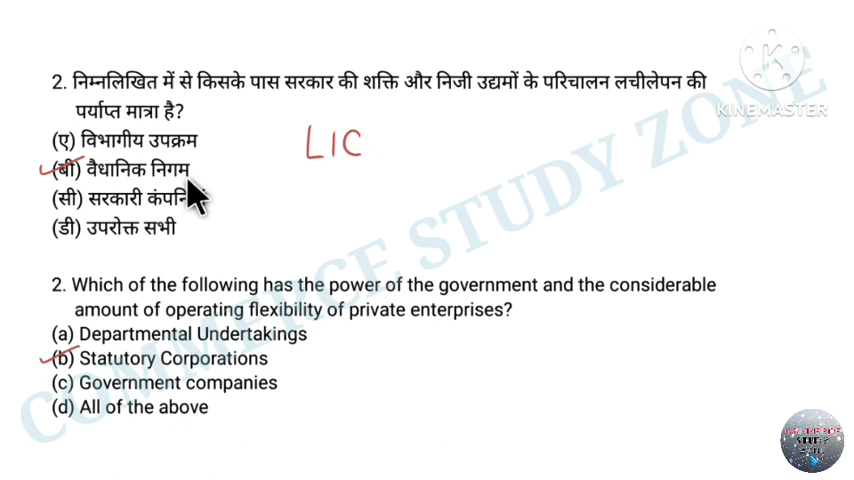 2. निम्नलिखित में से किसके पास सरकार की शक्ति और निजी उद्यमों के परिचालन लचीलेपन की
पर्याप्त मात्रा है?
(ए) विभागीय उपक्रम
LIC
(बी) वैधानिक निगम
(सी) सरकारी कंपनियां
(डी) उपरोक्त सभी
2. Which of the following has the power of the government and the considerable
amount of operating flexibility of private enterprises?
(a) Departmental Undertakings
(b) Statutory Corporations
(c) Government companies
(d) All of the above
COMMERCE STUDY ZONE
KINEMASTER